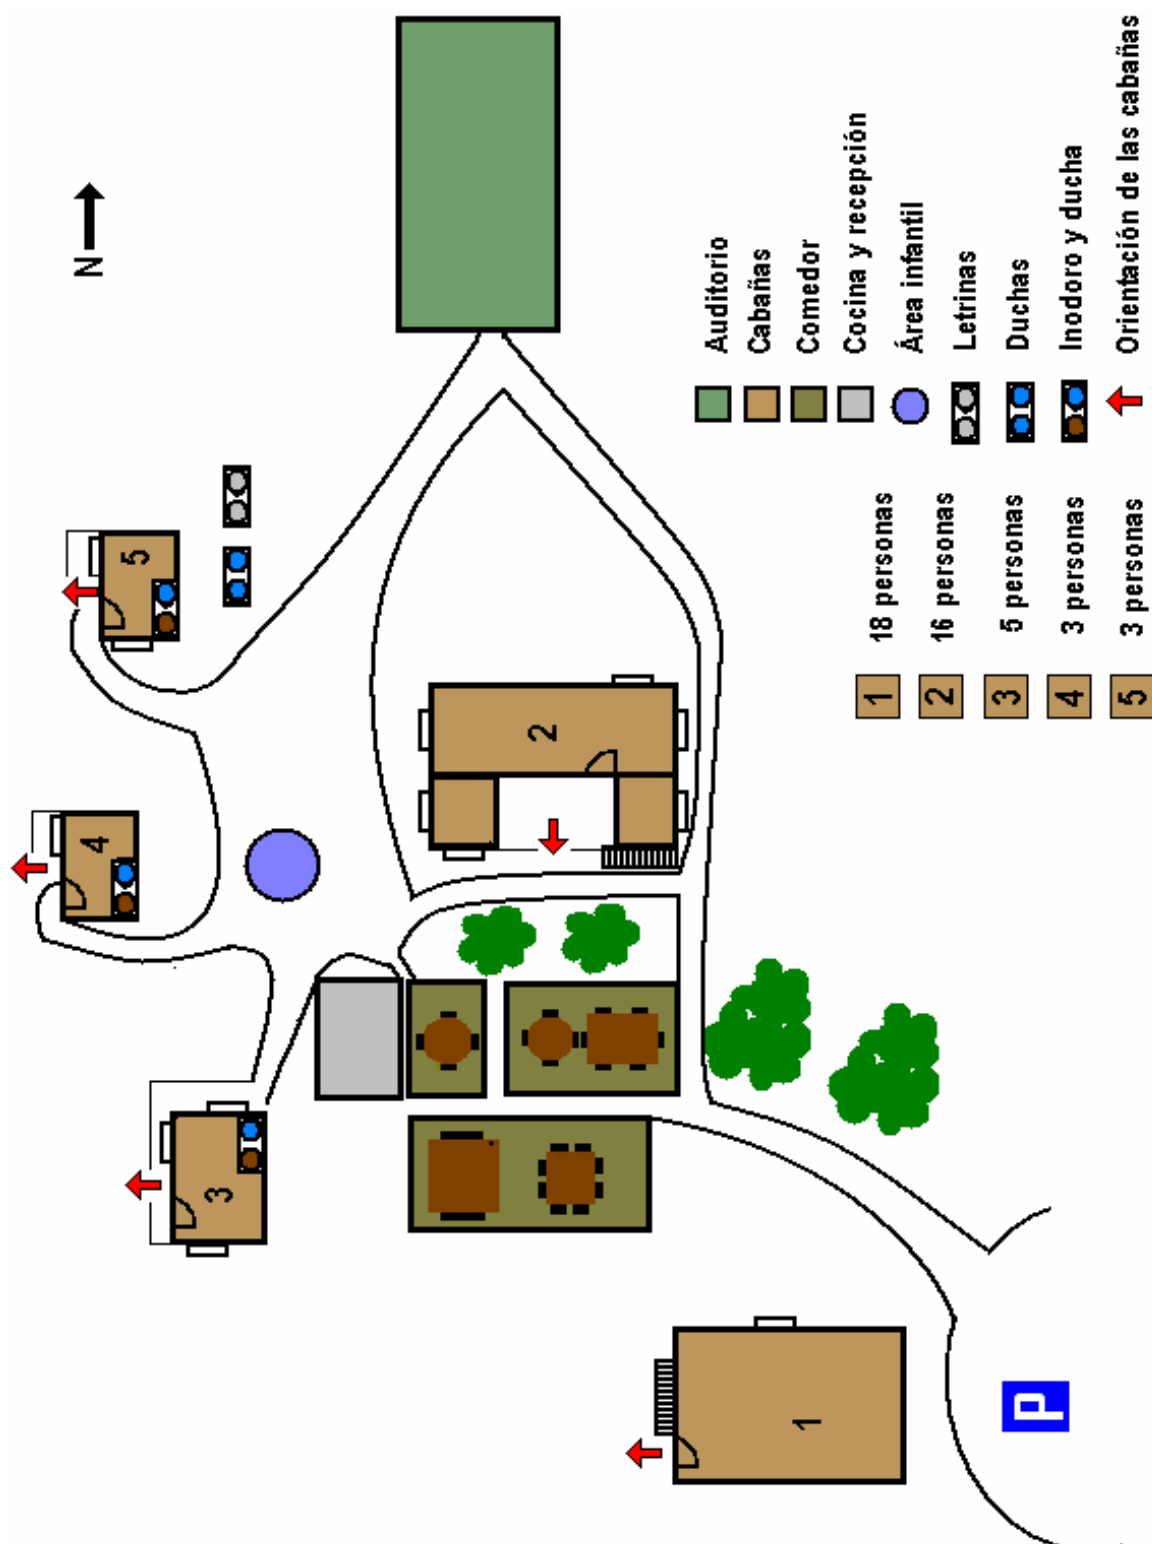 N
5
4
3
2
1
P
Auditorio
Cabañas
Comedor
Cocina y recepción
Área infantil
Letrinas
Duchas
Inodoro y ducha
Orientación de las cabañas
1 18 personas
2 16 personas
3 5 personas
4 3 personas
5 3 personas